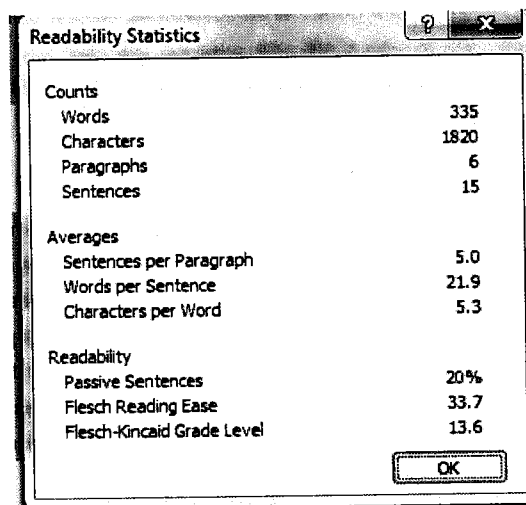 Readability Statistics ? X
Counts
Words 335
Characters 1820
Paragraphs 6
Sentences 15
Averages
Sentences per Paragraph 5.0
Words per Sentence 21.9
Characters per Word 5.3
Readability
Passive Sentences 20%
Flesch Reading Ease 33.7
Flesch-Kincaid Grade Level 13.6
OK